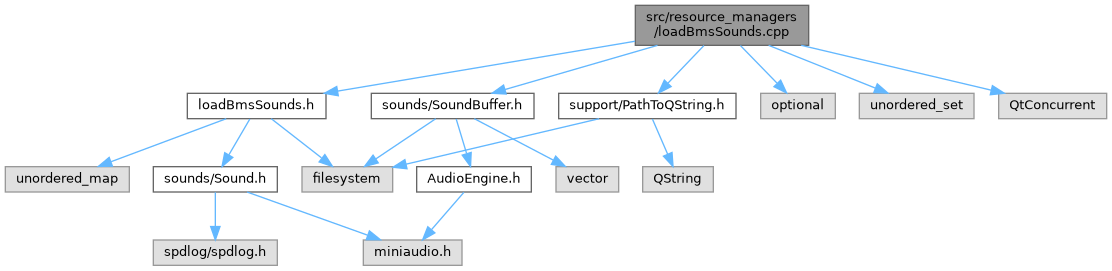 src/resource_managers
/loadBmsSounds.cpp
loadBmsSounds.h
sounds/SoundBuffer.h
support/PathToQString.h
optional
unordered_set
QtConcurrent
unordered_map
sounds/Sound.h
filesystem
AudioEngine.h
vector
QString
spdlog/spdlog.h
miniaudio.h